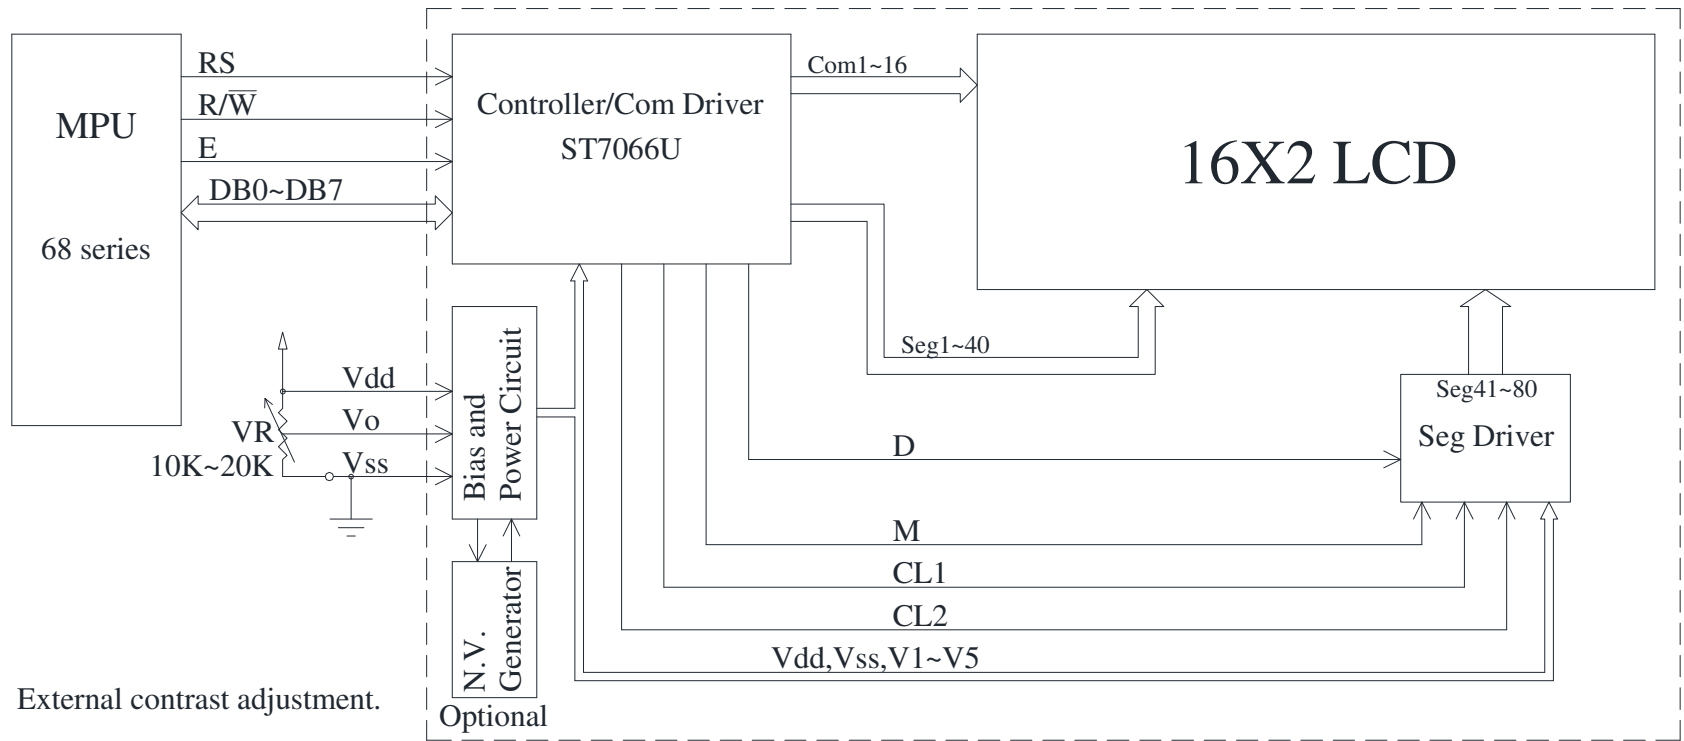 MPU
68 series
RS
R/W̅
E
DB0~DB7
Controller/Com Driver
ST7066U
Com1~16
16X2 LCD
Seg1~40
Seg41~80
Seg Driver
Vdd
Vo
Vss
VR
10K~20K
Bias and
Power Circuit
D
M
CL1
CL2
Vdd,Vss,V1~V5
N.V.
Generator
Optional
External contrast adjustment.